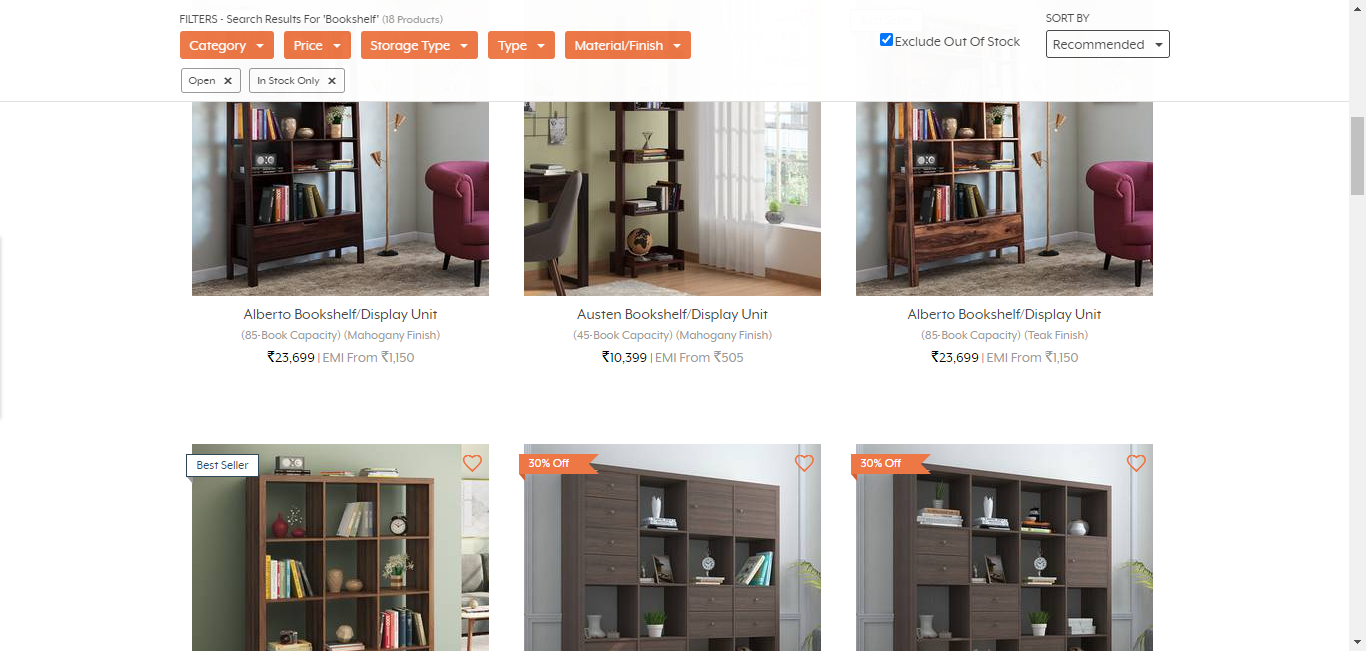 FILTERS - Search Results For 'Bookshelf' (18 Products)
Category
Price
Storage Type
Type
Material/Finish
Exclude Out Of Stock
SORT BY
Recommended
Open ✕
In Stock Only ✕
Alberto Bookshelf/Display Unit
(85-Book Capacity) (Mahogany Finish)
₹23,699 | EMI From ₹1,150
Austen Bookshelf/Display Unit
(45-Book Capacity) (Mahogany Finish)
₹10,399 | EMI From ₹505
Alberto Bookshelf/Display Unit
(85-Book Capacity) (Teak Finish)
₹23,699 | EMI From ₹1,150
Best Seller
30% Off
30% Off